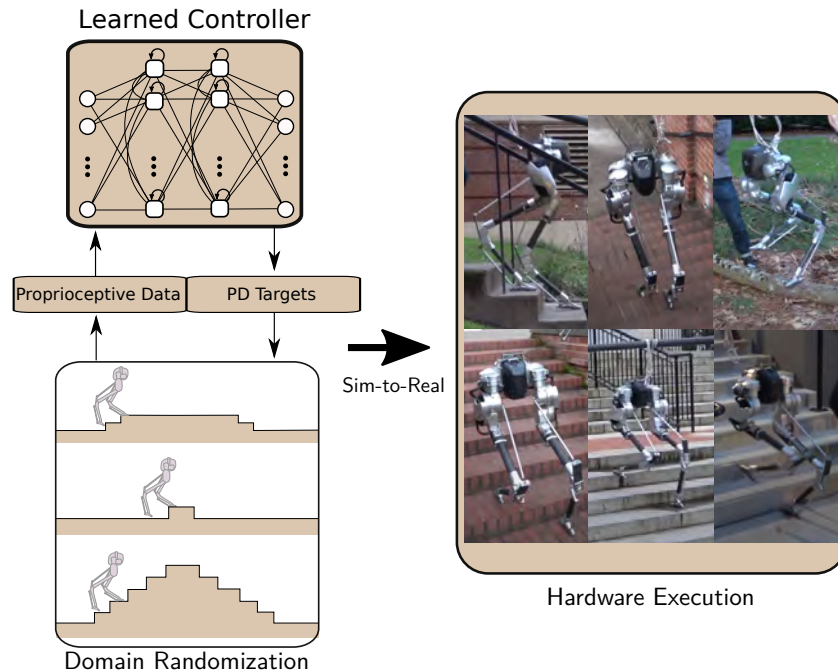 Learned Controller
Proprioceptive Data
PD Targets
Sim-to-Real
Domain Randomization
Hardware Execution